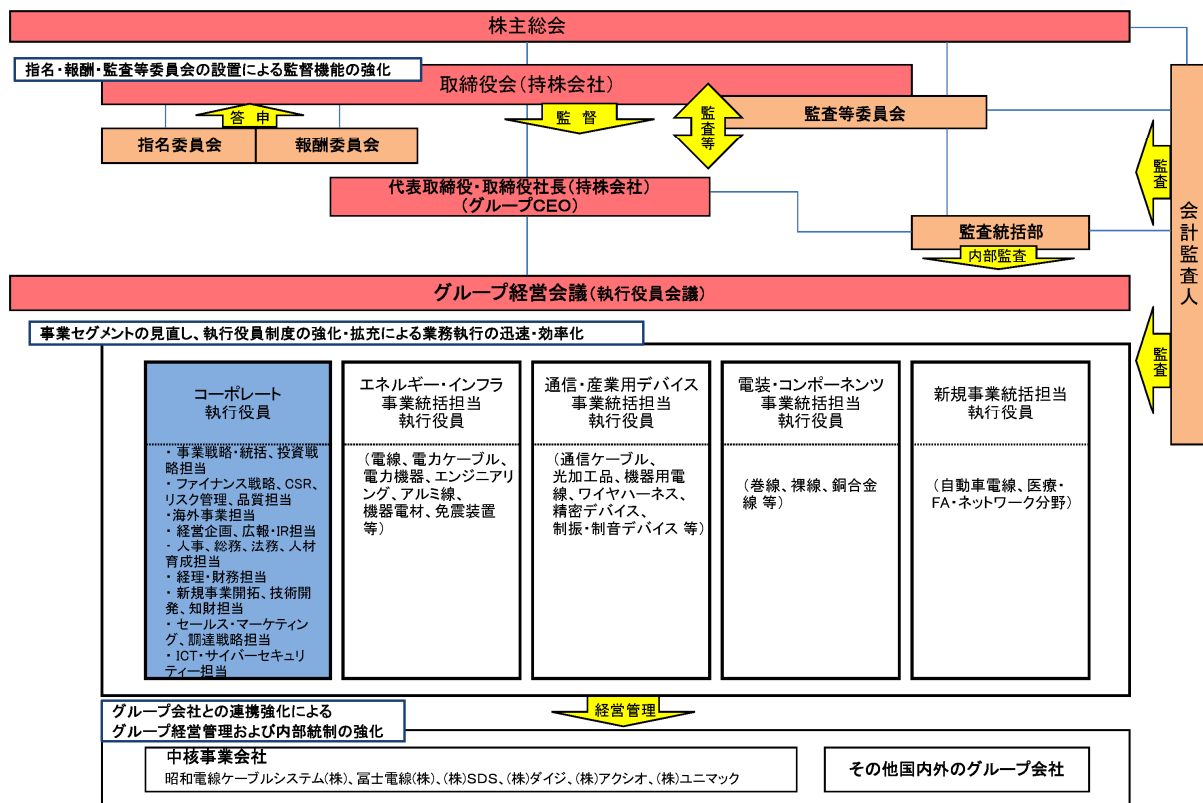 株主総会
指名・報酬・監査等委員会の設置による監督機能の強化
取締役会(持株会社)
答 申
監 督
監査等
監査等委員会
指名委員会
報酬委員会
監査
会計監査人
代表取締役・取締役社長(持株会社)
(グループCEO)
監査統括部
内部監査
グループ経営会議(執行役員会議)
事業セグメントの見直し、執行役員制度の強化・拡充による業務執行の迅速・効率化
監査
コーポレート
執行役員
・ 事業戦略・統括、投資戦
略担当
・ ファイナンス戦略、CSR、
リスク管理、品質担当
・海外事業担当
・ 経営企画、広報・IR担当
・ 人事、総務、法務、人材
育成担当
・ 経理・財務担当
・ 新規事業開拓、技術開
発、知財担当
・ セールス・マーケティン
グ、調達戦略担当
・ ICT・サイバーセキュリ
ティー担当
エネルギー・インフラ
事業統括担当
執行役員
(電線、電力ケーブル、
電力機器、エンジニアリ
ング、アルミ線、
機器電材、免震装置
等)
通信・産業用デバイス
事業統括担当
執行役員
(通信ケーブル、
光加工品、機器用電
線、ワイヤハーネス、
精密デバイス、
制振・制音デバイス 等)
電装・コンポーネンツ
事業統括担当
執行役員
(巻線、裸線、銅合金
線 等)
新規事業統括担当
執行役員
(自動車電線、医療・
FA・ネットワーク分野)
経営管理
グループ会社との連携強化による
グループ経営管理および内部統制の強化
中核事業会社
昭和電線ケーブルシステム(株)、冨士電線(株)、(株)SDS、(株)ダイジ、(株)アクシオ、(株)ユニマック
その他国内外のグループ会社